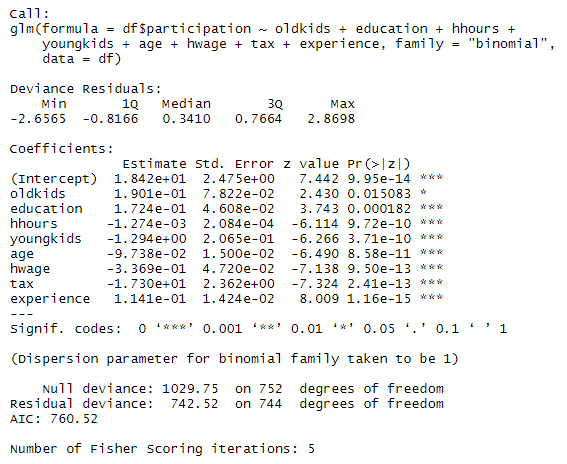 Call:
glm(formula = df$participation ~ oldkids + education + hhours +
    youngkids + age + hwage + tax + experience, family = "binomial",
    data = df)

Deviance Residuals:
    Min       1Q   Median       3Q      Max
-2.6565  -0.8166   0.3410   0.7664   2.8698

Coefficients:
              Estimate Std. Error z value Pr(>|z|)
(Intercept)  1.842e+01  2.475e+00   7.442 9.95e-14 ***
oldkids      1.901e-01  7.822e-02   2.430 0.015083 *
education    1.724e-01  4.608e-02   3.743 0.000182 ***
hhours      -1.274e-03  2.084e-04  -6.114 9.72e-10 ***
youngkids   -1.294e+00  2.065e-01  -6.266 3.71e-10 ***
age         -9.738e-02  1.500e-02  -6.490 8.58e-11 ***
hwage       -3.369e-01  4.720e-02  -7.138 9.50e-13 ***
tax         -1.730e+01  2.362e+00  -7.324 2.41e-13 ***
experience   1.141e-01  1.424e-02   8.009 1.16e-15 ***
---
Signif. codes:  0 ‘***’ 0.001 ‘**’ 0.01 ‘*’ 0.05 ‘.’ 0.1 ‘ ’ 1

(Dispersion parameter for binomial family taken to be 1)

    Null deviance: 1029.75  on 752  degrees of freedom
Residual deviance:  742.52  on 744  degrees of freedom
AIC: 760.52

Number of Fisher Scoring iterations: 5